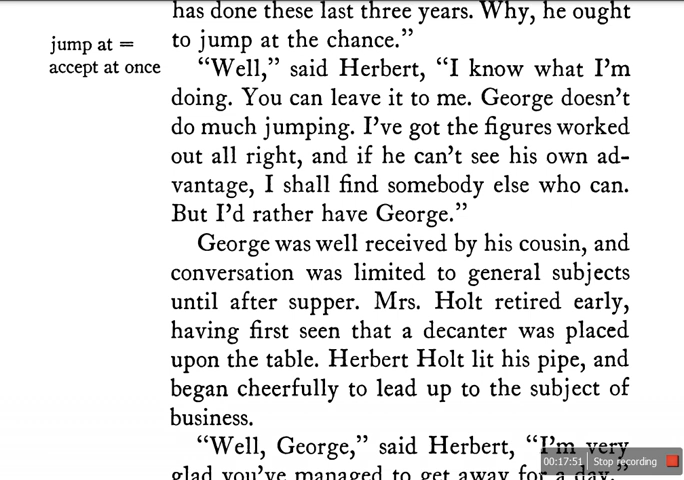 has done these last three years. Why, he ought
jump at =
accept at once
to jump at the chance.”
“Well,” said Herbert, “I know what I’m
doing. You can leave it to me. George doesn’t
do much jumping. I’ve got the figures worked
out all right, and if he can’t see his own ad-
vantage, I shall find somebody else who can.
But I’d rather have George.”
George was well received by his cousin, and
conversation was limited to general subjects
until after supper. Mrs. Holt retired early,
having first seen that a decanter was placed
upon the table. Herbert Holt lit his pipe, and
began cheerfully to lead up to the subject of
business.
“Well, George,” said Herbert, “I’m very
glad you’ve managed to get away for a day.”
00:17:51 Stop recording